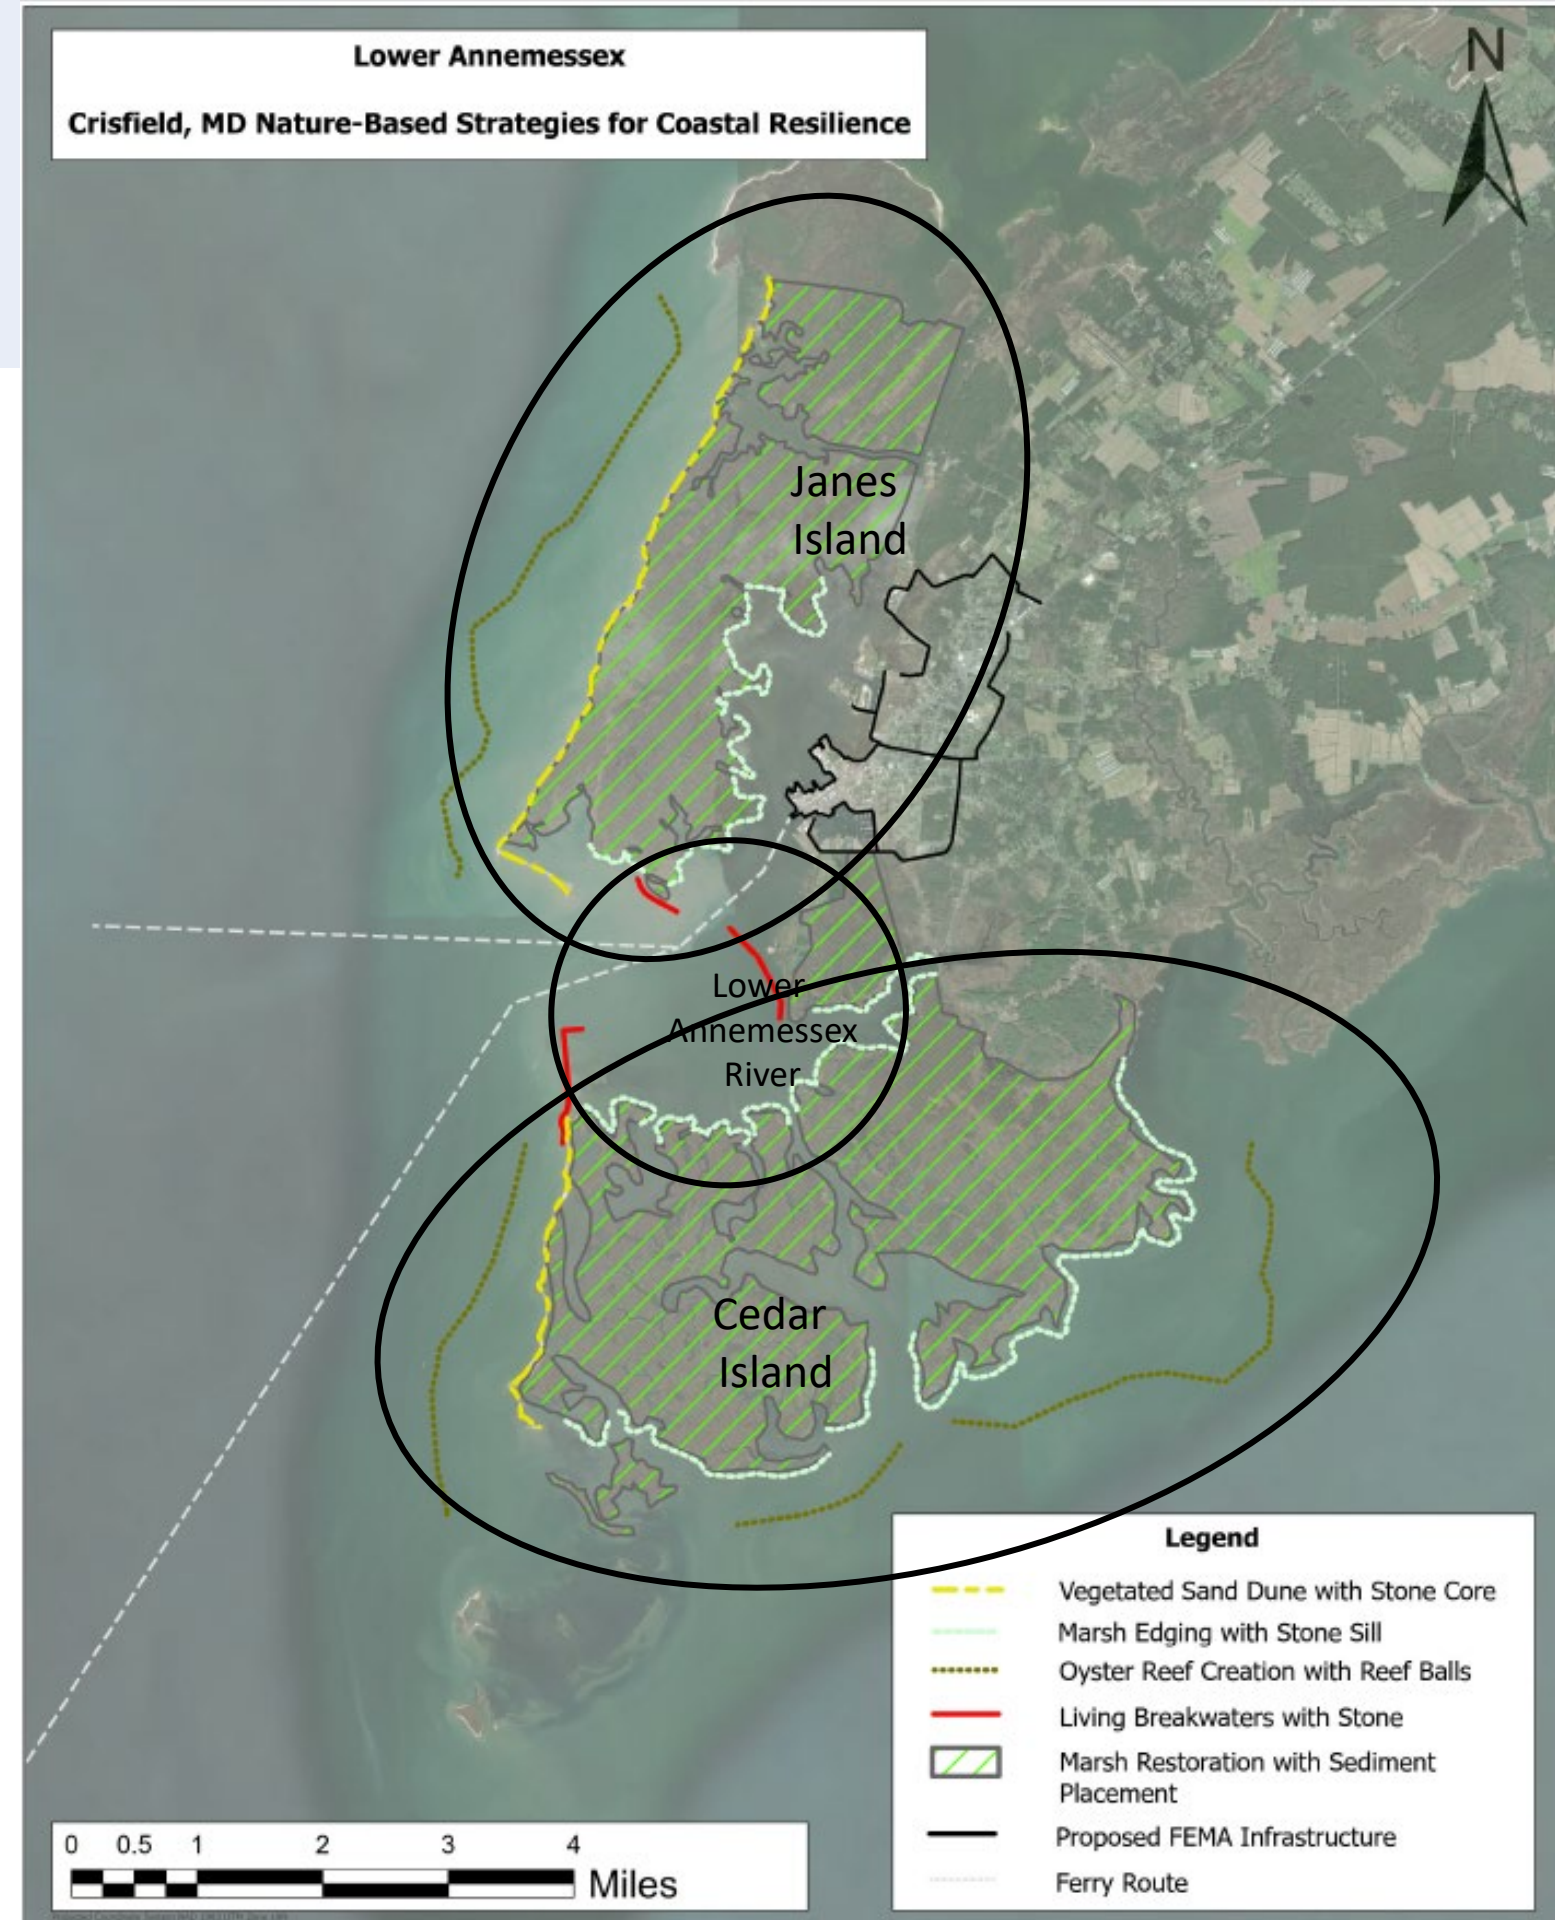 Lower Annemessex
Crisfield, MD Nature-Based Strategies for Coastal Resilience
N
Janes
Island
Lower
Annemessex
River
Cedar
Island
Legend
Vegetated Sand Dune with Stone Core
Marsh Edging with Stone Sill
Oyster Reef Creation with Reef Balls
Living Breakwaters with Stone
Marsh Restoration with Sediment
Placement
Proposed FEMA Infrastructure
Ferry Route
0 0.5 1 2 3 4
Miles